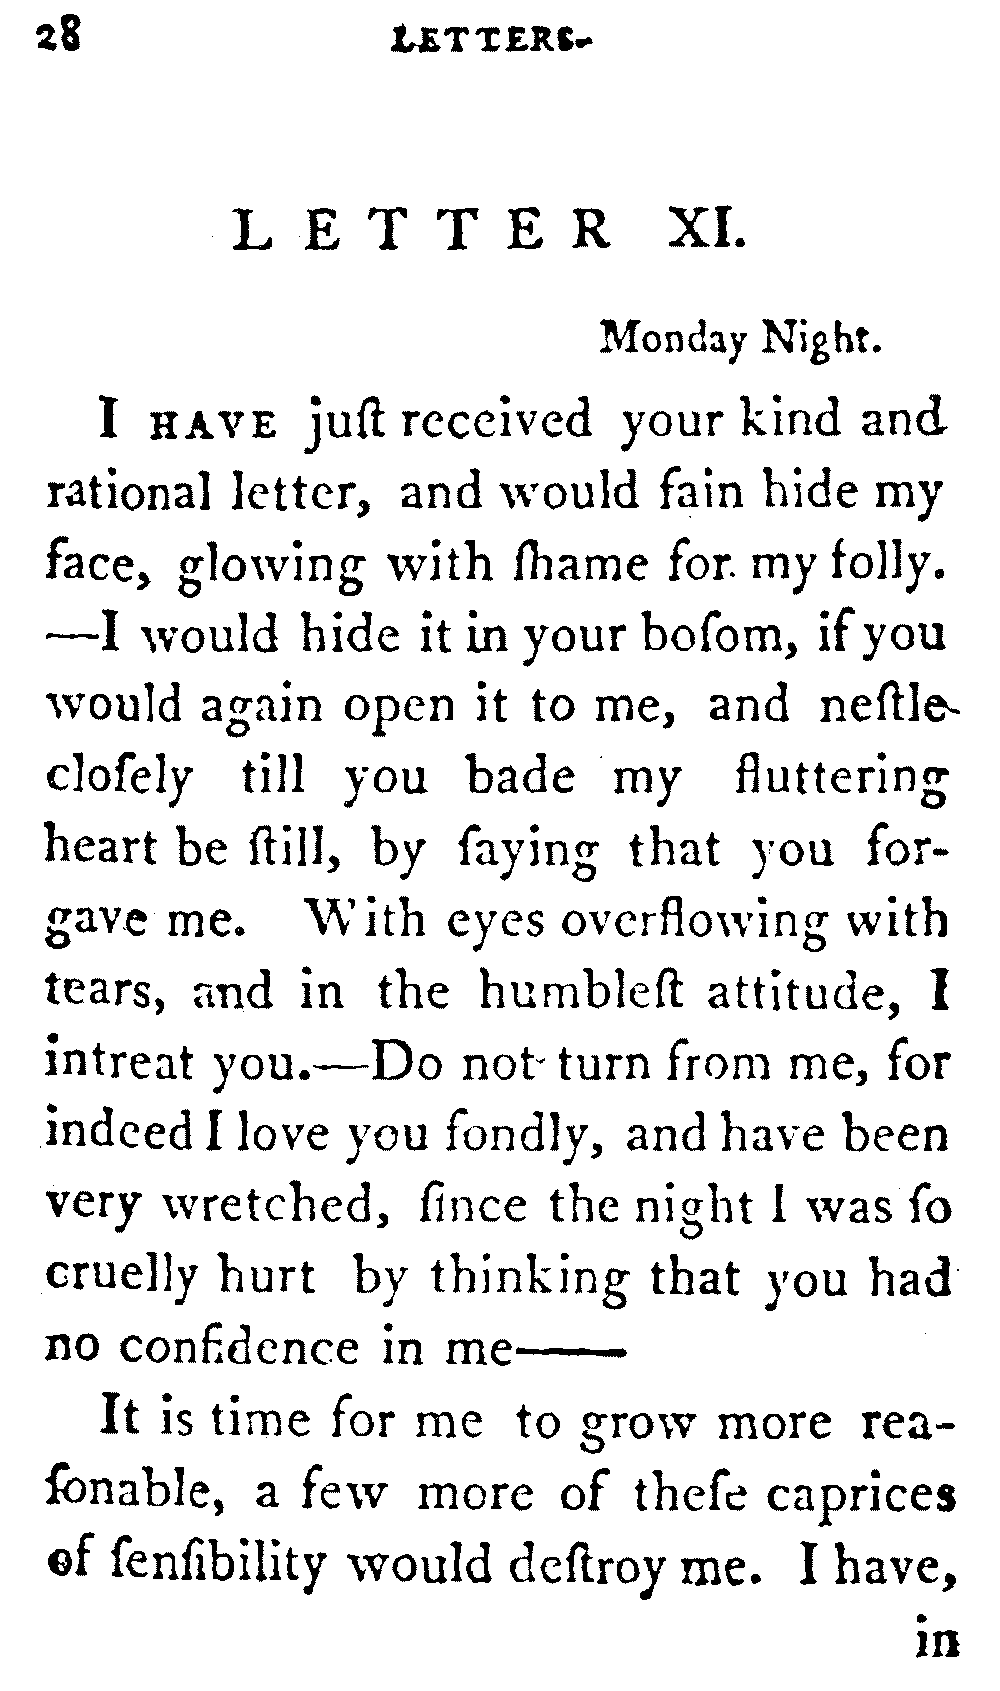 28 LETTERS.
LETTER XI.
Monday Night.
I HAVE juſt received your kind and
rational letter, and would fain hide my
face, glowing with ſhame for my folly.
—I would hide it in your boſom, if you
would again open it to me, and neſtle
cloſely till you bade my fluttering
heart be ſtill, by ſaying that you for-
gave me. With eyes overflowing with
tears, and in the humbleſt attitude, I
intreat you.—Do not turn from me, for
indeed I love you fondly, and have been
very wretched, ſince the night I was ſo
cruelly hurt by thinking that you had
no confidence in me——
It is time for me to grow more rea-
ſonable, a few more of theſe caprices
of ſenſibility would deſtroy me. I have,
in